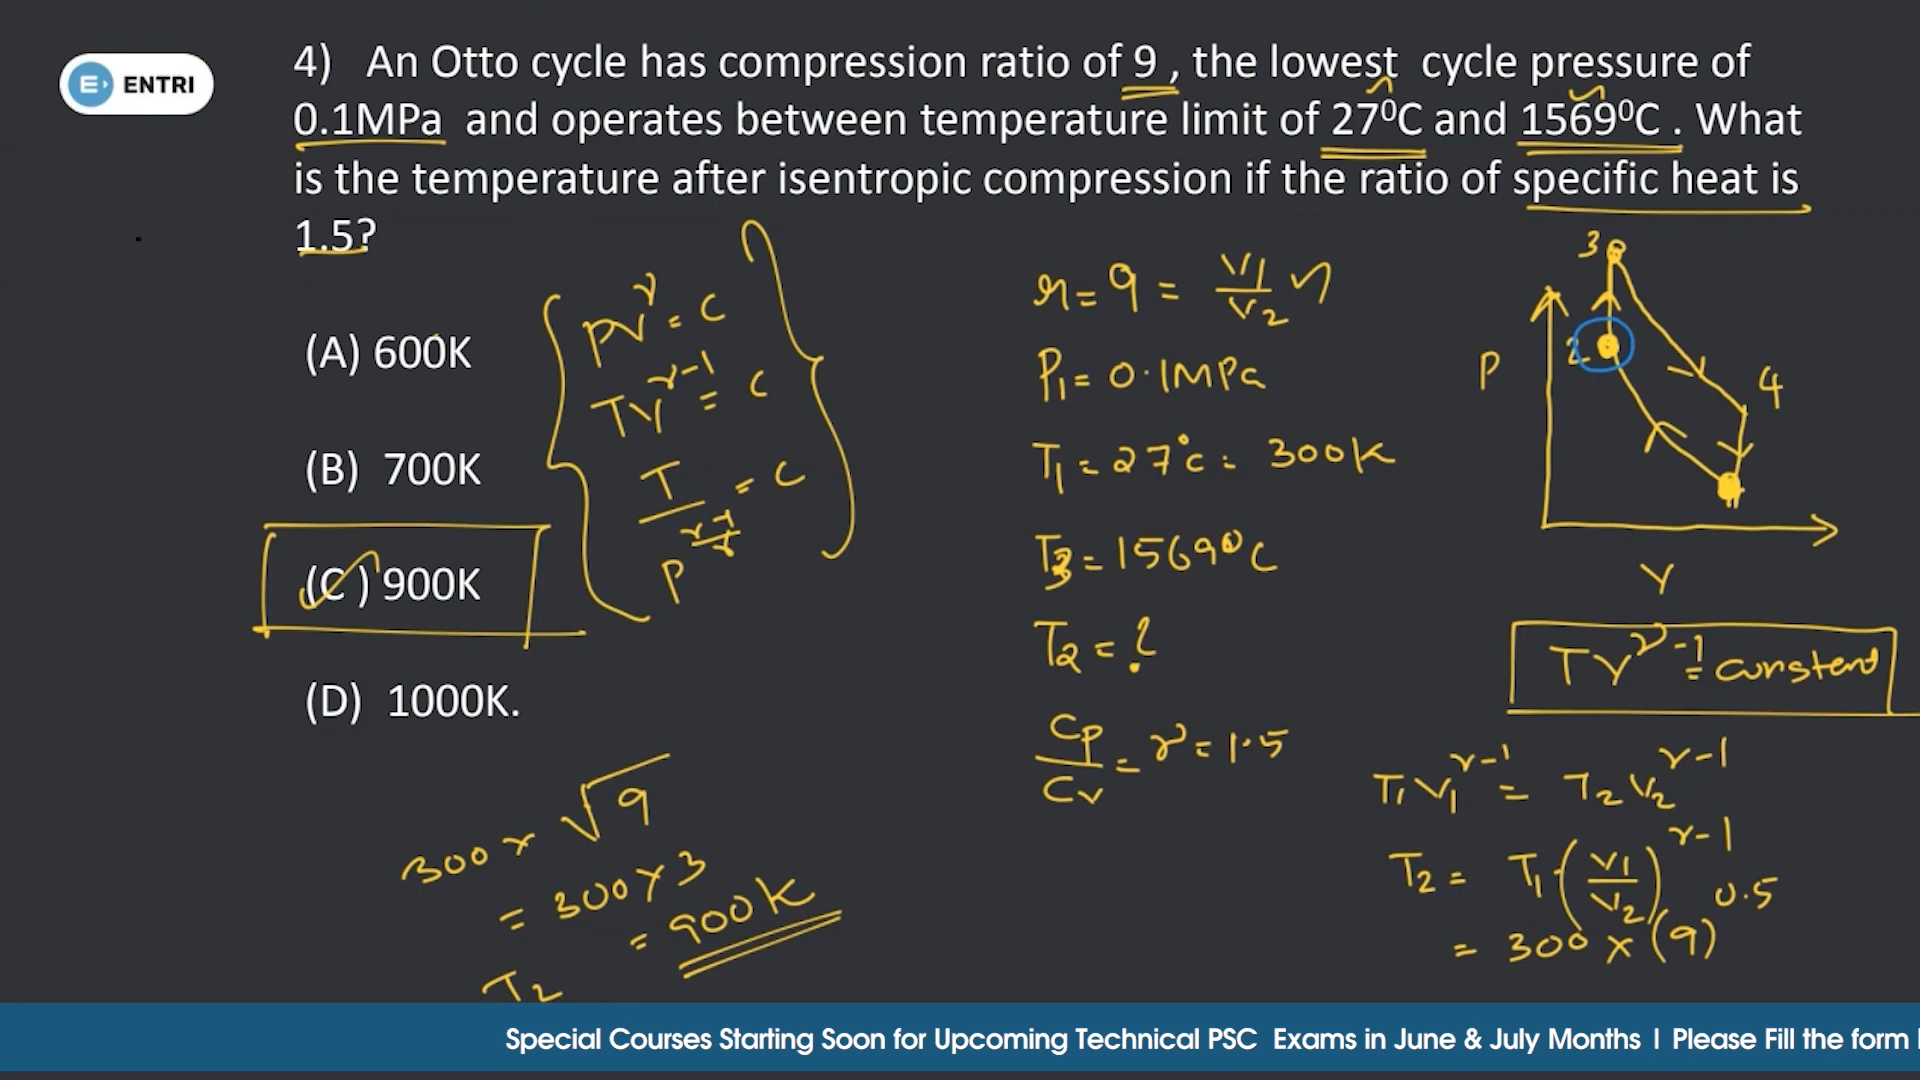 ENTRI
4) An Otto cycle has compression ratio of 9 , the lowest cycle pressure of
0.1MPa and operates between temperature limit of 27⁰C and 1569⁰C . What
is the temperature after isentropic compression if the ratio of specific heat is
1.5?
(A) 600K
(B) 700K
(C ) 900K
(D) 1000K.
PV^γ = C
TV^γ-1 = C
T / P^(γ-1/γ) = C
r = 9 = V1/V2
P1 = 0.1MPa
T1 = 27°C = 300K
T3 = 1569°C
T2 = ?
Cp/Cv = γ = 1.5
3
2
4
P
V
TV^γ-1 = constant
T1V1^γ-1 = T2V2^γ-1
T2 = T1(V1/V2)^γ-1
= 300 × (9)^0.5
300 × √9
= 300 × 3
= 900K
T2
Special Courses Starting Soon for Upcoming Technical PSC Exams in June & July Months | Please Fill the form